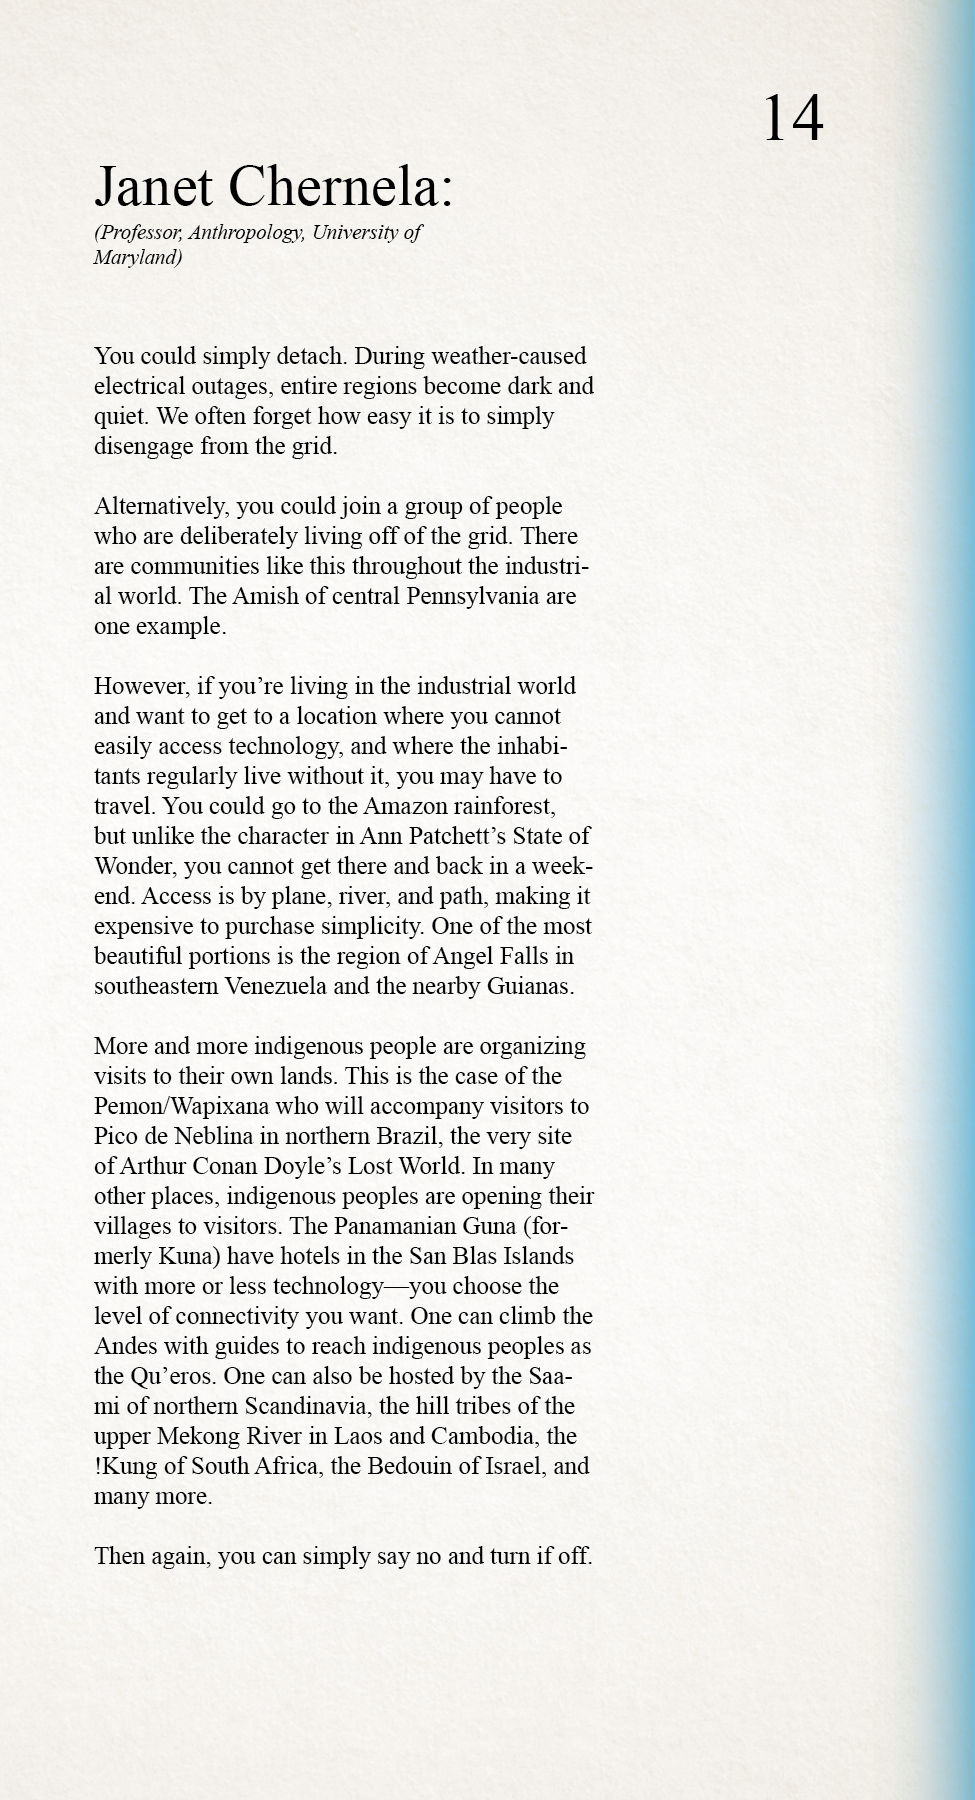 14
Janet Chernela:
(Professor, Anthropology, University of
Maryland)
You could simply detach. During weather-caused
electrical outages, entire regions become dark and
quiet. We often forget how easy it is to simply
disengage from the grid.
Alternatively, you could join a group of people
who are deliberately living off of the grid. There
are communities like this throughout the industri-
al world. The Amish of central Pennsylvania are
one example.
However, if you’re living in the industrial world
and want to get to a location where you cannot
easily access technology, and where the inhabi-
tants regularly live without it, you may have to
travel. You could go to the Amazon rainforest,
but unlike the character in Ann Patchett’s State of
Wonder, you cannot get there and back in a week-
end. Access is by plane, river, and path, making it
expensive to purchase simplicity. One of the most
beautiful portions is the region of Angel Falls in
southeastern Venezuela and the nearby Guianas.
More and more indigenous people are organizing
visits to their own lands. This is the case of the
Pemon/Wapixana who will accompany visitors to
Pico de Neblina in northern Brazil, the very site
of Arthur Conan Doyle’s Lost World. In many
other places, indigenous peoples are opening their
villages to visitors. The Panamanian Guna (for-
merly Kuna) have hotels in the San Blas Islands
with more or less technology—you choose the
level of connectivity you want. One can climb the
Andes with guides to reach indigenous peoples as
the Qu’eros. One can also be hosted by the Saa-
mi of northern Scandinavia, the hill tribes of the
upper Mekong River in Laos and Cambodia, the
!Kung of South Africa, the Bedouin of Israel, and
many more.
Then again, you can simply say no and turn if off.